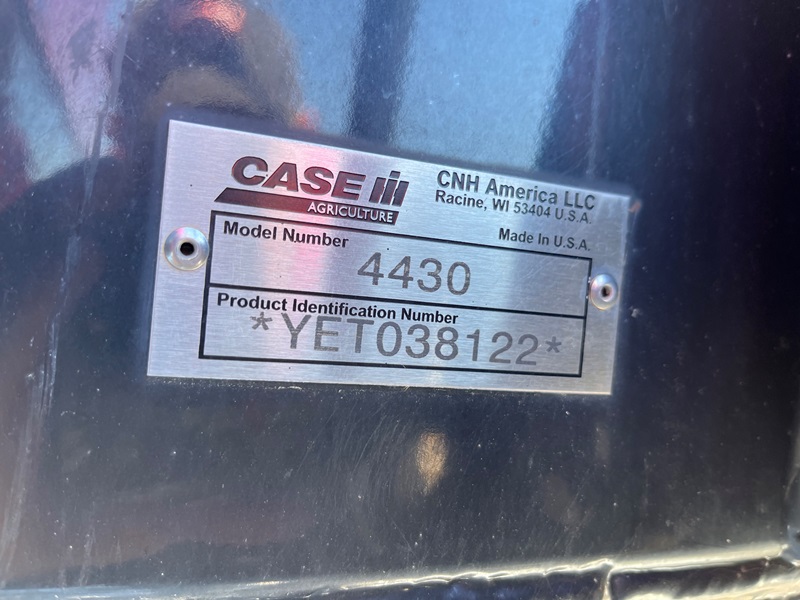 CASE IH
AGRICULTURE
CNH America LLC
Racine, WI 53404 U.S.A.
Made In U.S.A.
Model Number
4430
Product Identification Number
*YET038122*